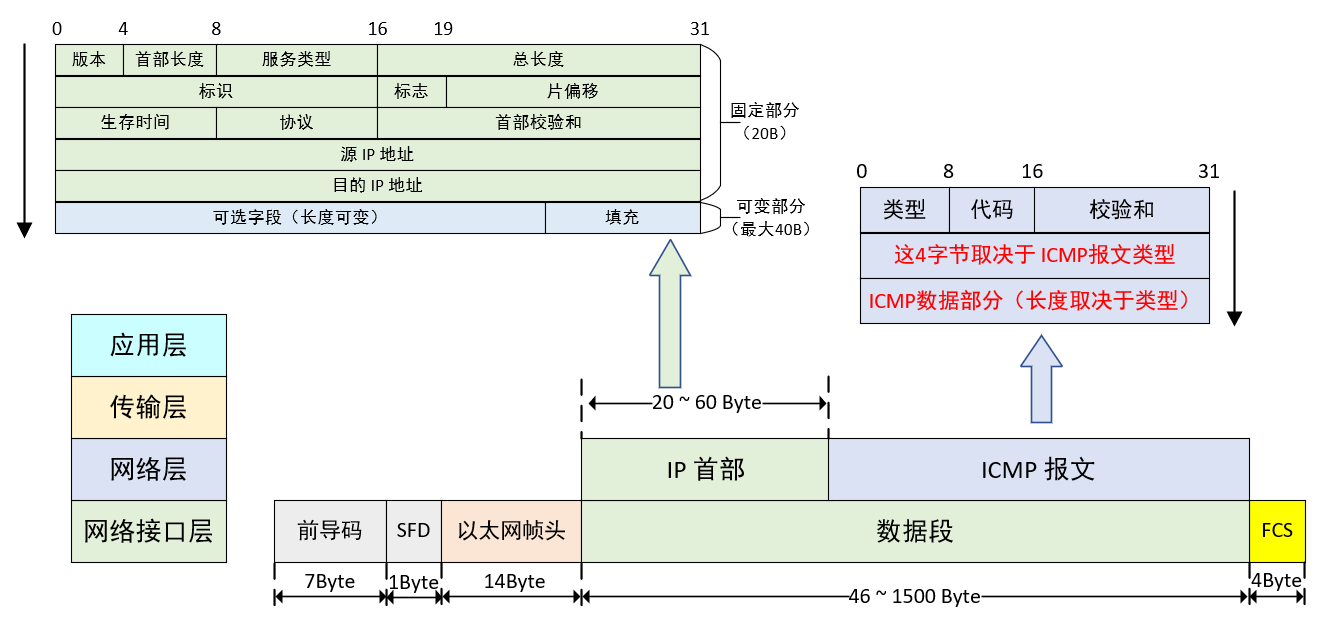 0 4 8 16 19 31
版本 首部长度 服务类型 总长度
标识 标志 片偏移
生存时间 协议 首部校验和
源 IP 地址
目的 IP 地址
可选字段（长度可变） 填充
固定部分
（20B）
可变部分
（最大40B）
0 8 16 31
类型 代码 校验和
这4字节取决于 ICMP报文类型
ICMP数据部分（长度取决于类型）
应用层
传输层
网络层
网络接口层
20 ~ 60 Byte
IP 首部 ICMP 报文
前导码 SFD 以太网帧头 数据段 FCS
7Byte 1Byte 14Byte 46 ~ 1500 Byte 4Byte